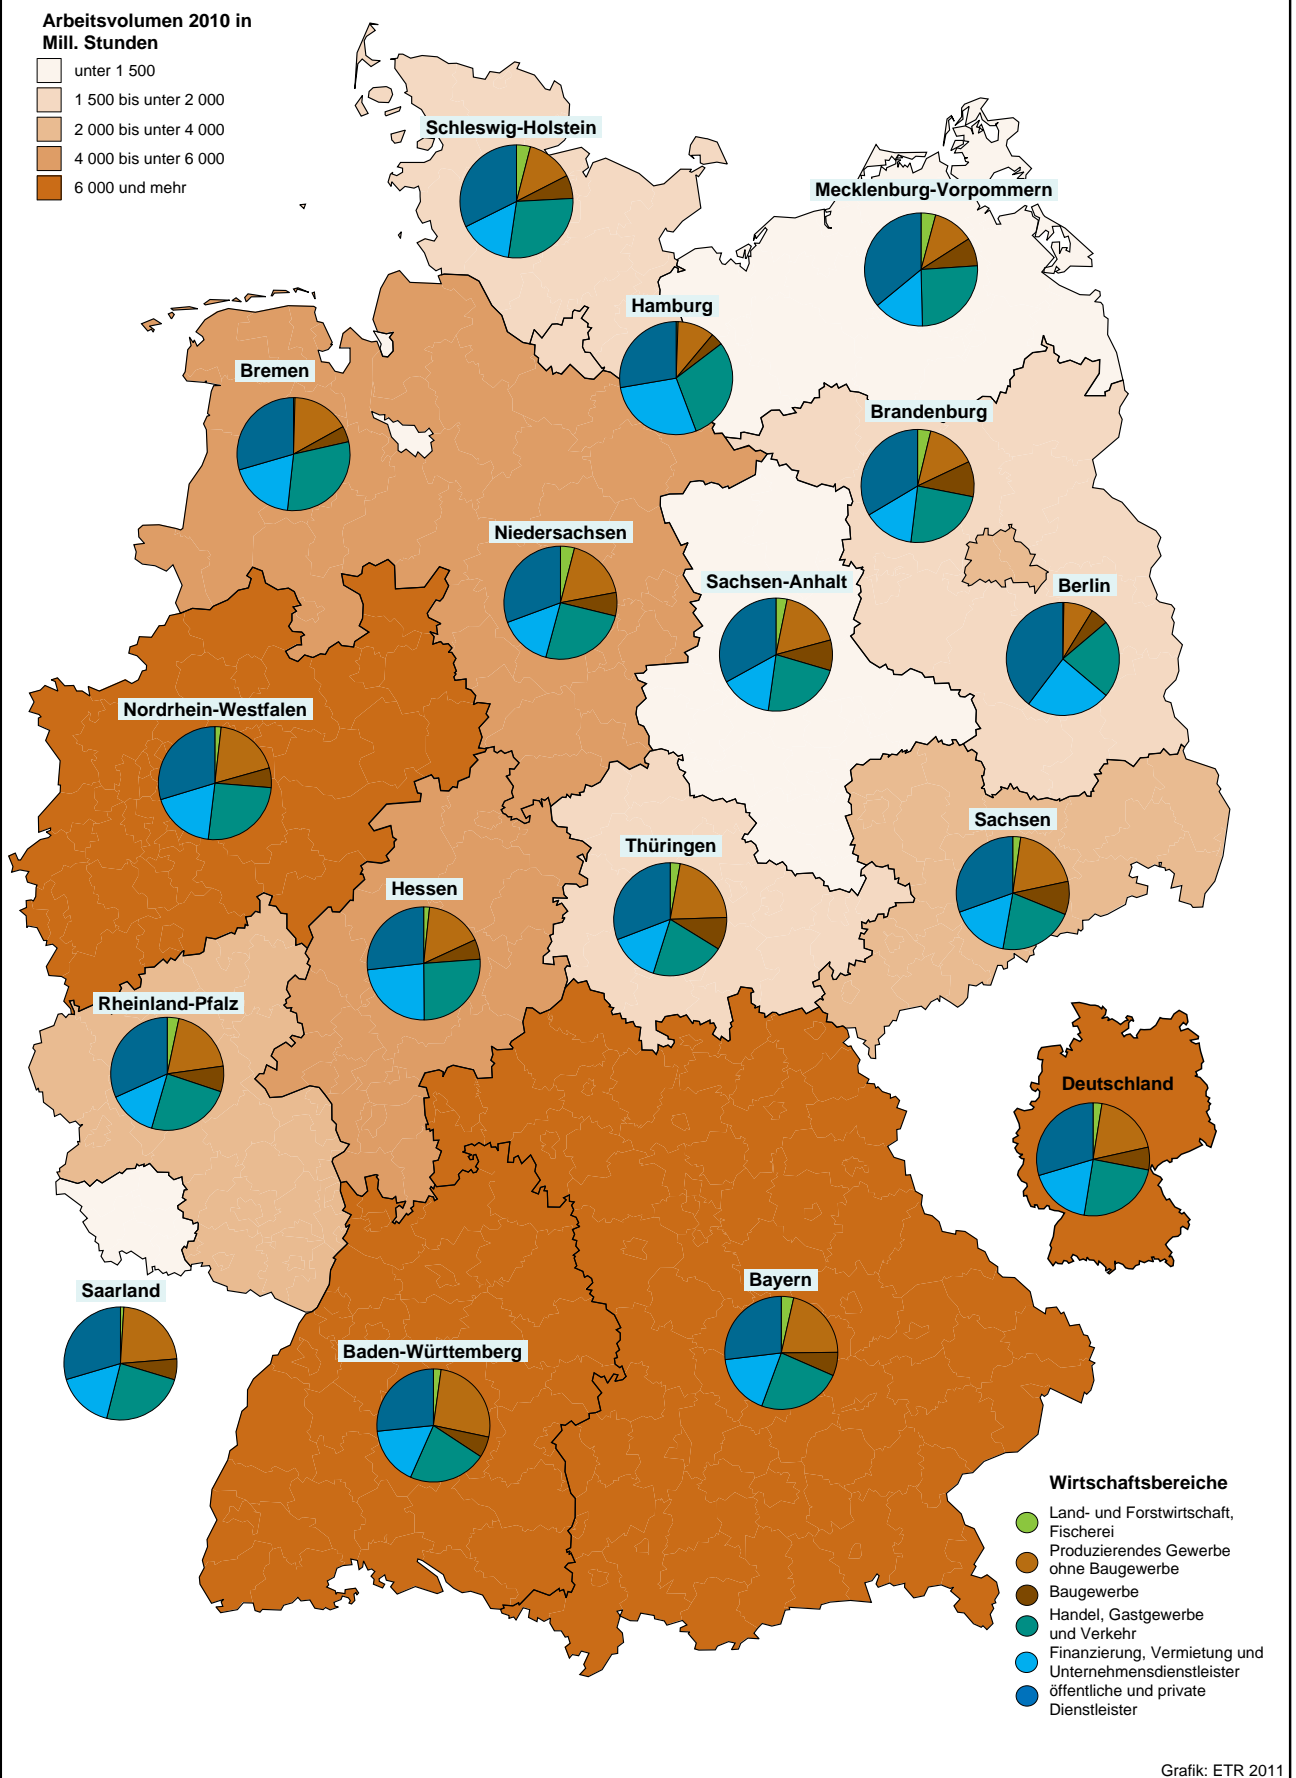 Arbeitsvolumen 2010 in
Mill. Stunden
unter 1 500
1 500 bis unter 2 000
2 000 bis unter 4 000
4 000 bis unter 6 000
6 000 und mehr
Schleswig-Holstein
Mecklenburg-Vorpommern
Hamburg
Bremen
Brandenburg
Niedersachsen
Sachsen-Anhalt
Berlin
Nordrhein-Westfalen
Sachsen
Thüringen
Hessen
Rheinland-Pfalz
Deutschland
Bayern
Saarland
Baden-Württemberg
Wirtschaftsbereiche
Land- und Forstwirtschaft,
Fischerei
Produzierendes Gewerbe
ohne Baugewerbe
Baugewerbe
Handel, Gastgewerbe
und Verkehr
Finanzierung, Vermietung und
Unternehmensdienstleister
öffentliche und private
Dienstleister
Grafik: ETR 2011